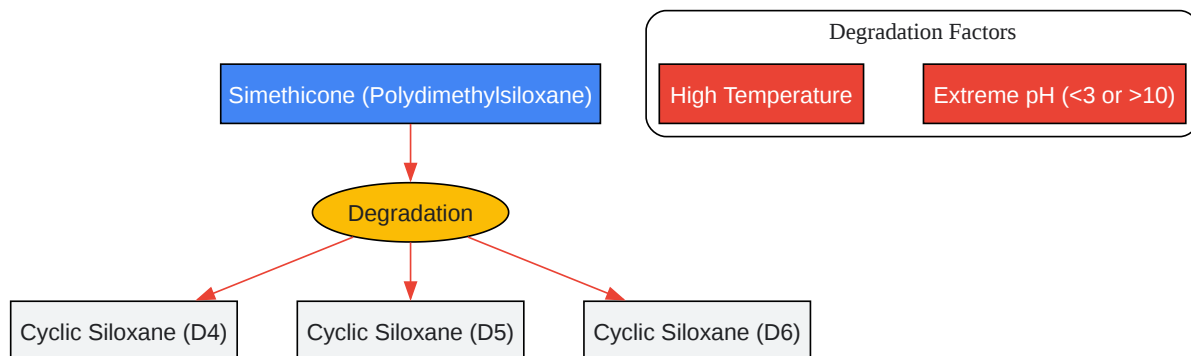 Degradation Factors
Simethicone (Polydimethylsiloxane)
High Temperature
Extreme pH (<3 or >10)
Degradation
Cyclic Siloxane (D4)
Cyclic Siloxane (D5)
Cyclic Siloxane (D6)